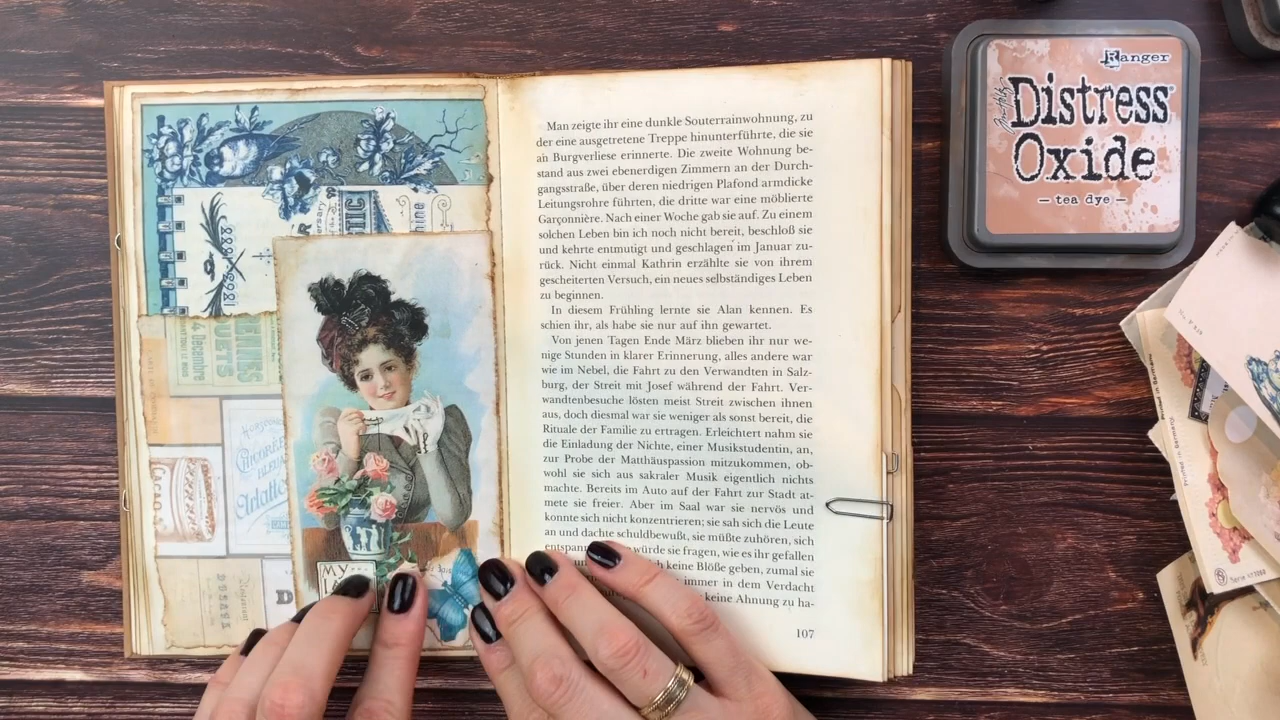 Man zeigte ihr eine dunkle Souterrainwohnung, zu
der eine ausgetretene Treppe hinunterführte, die sie
an Burgverliese erinnerte. Die zweite Wohnung be-
stand aus zwei ebenerdigen Zimmern an der Durch-
gangsstraße, über deren niedrigen Plafond armdicke
Leitungsrohre führten, die dritte war eine möblierte
Garçonnière. Nach einer Woche gab sie auf. Zu einem
solchen Leben bin ich noch nicht bereit, beschloß sie
und kehrte entmutigt und geschlagen im Januar zu-
rück. Nicht einmal Kathrin erzählte sie von ihrem
gescheiterten Versuch, ein neues selbständiges Leben
zu beginnen.
In diesem Frühling lernte sie Alan kennen. Es
schien ihr, als habe sie nur auf ihn gewartet.
Von jenen Tagen Ende März blieben ihr nur we-
nige Stunden in klarer Erinnerung, alles andere war
wie im Nebel, die Fahrt zu den Verwandten in Salz-
burg, der Streit mit Josef während der Fahrt. Ver-
wandtenbesuche lösten meist Streit zwischen ihnen
aus, doch diesmal war sie weniger als sonst bereit, die
Rituale der Familie zu ertragen. Erleichtert nahm sie
die Einladung der Nichte, einer Musikstudentin, an,
zur Probe der Matthäuspassion mitzukommen, ob-
wohl sie sich aus sakraler Musik eigentlich nichts
machte. Bereits im Auto auf der Fahrt zur Stadt at-
mete sie freier. Aber im Saal war sie nervös und
konnte sich nicht konzentrieren; sie sah sich die Leute
an und dachte schuldbewußt, sie müßte zuhören, sich
würde sie fragen, wie es ihr gefallen
keine Blöße geben, zumal sie
immer in dem Verdacht
keine Ahnung zu ha-
107
Ranger
Distress
Oxide
– tea dye –
4 Décembre
CACAO
CHICORÉE
BLEU
Arlatte
MY
Printed in Germany
Serie